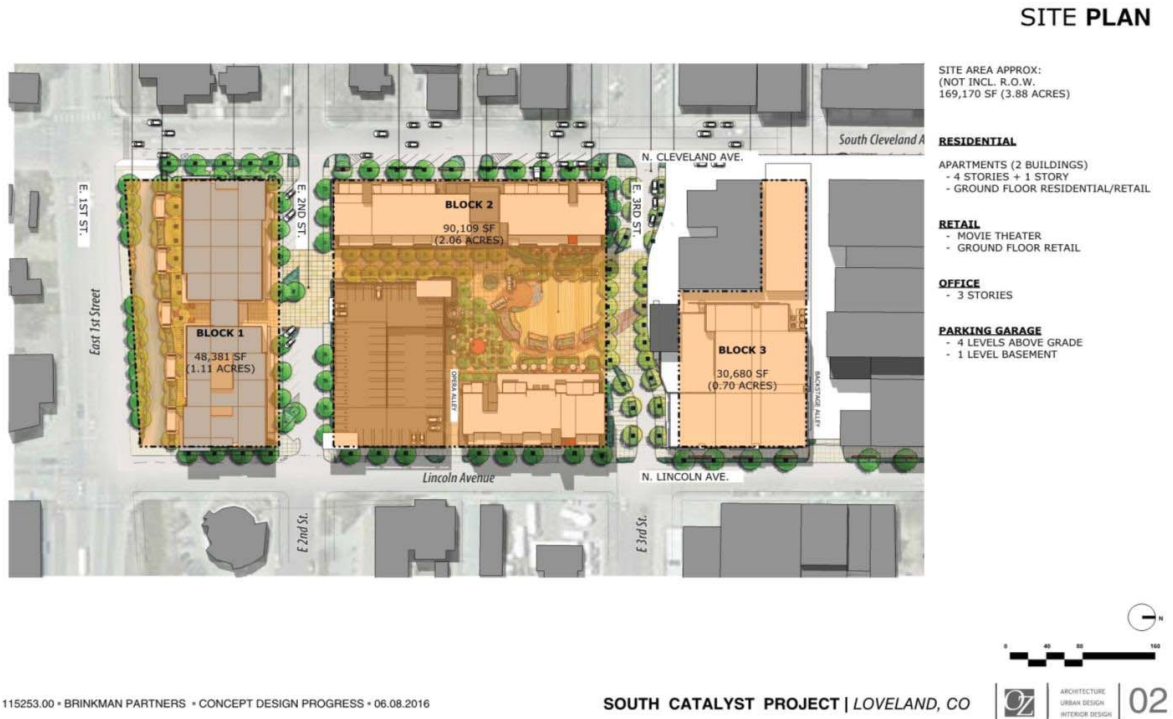 SITE PLAN
SITE AREA APPROX:
(NOT INCL. R.O.W.
169,170 SF (3.88 ACRES)
RESIDENTIAL
APARTMENTS (2 BUILDINGS)
- 4 STORIES + 1 STORY
- GROUND FLOOR RESIDENTIAL/RETAIL
RETAIL
- MOVIE THEATER
- GROUND FLOOR RETAIL
OFFICE
- 3 STORIES
PARKING GARAGE
- 4 LEVELS ABOVE GRADE
- 1 LEVEL BASEMENT
South Cleveland A
N. CLEVELAND AVE.
E. 1ST ST.
E. 2ND ST.
E. 3RD ST.
BLOCK 2
90,109 SF
(2.06 ACRES)
East 1st Street
BLOCK 1
48,381 SF
(1.11 ACRES)
BLOCK 3
30,680 SF
(0.70 ACRES)
OPERA ALLEY
BACKSTAGE ALLEY
Lincoln Avenue
N. LINCOLN AVE.
E 2nd St.
E 3rd St.
N
0 40 80 160
115253.00 • BRINKMAN PARTNERS • CONCEPT DESIGN PROGRESS • 06.08.2016
SOUTH CATALYST PROJECT | LOVELAND, CO
OZ
ARCHITECTURE
URBAN DESIGN
INTERIOR DESIGN
02